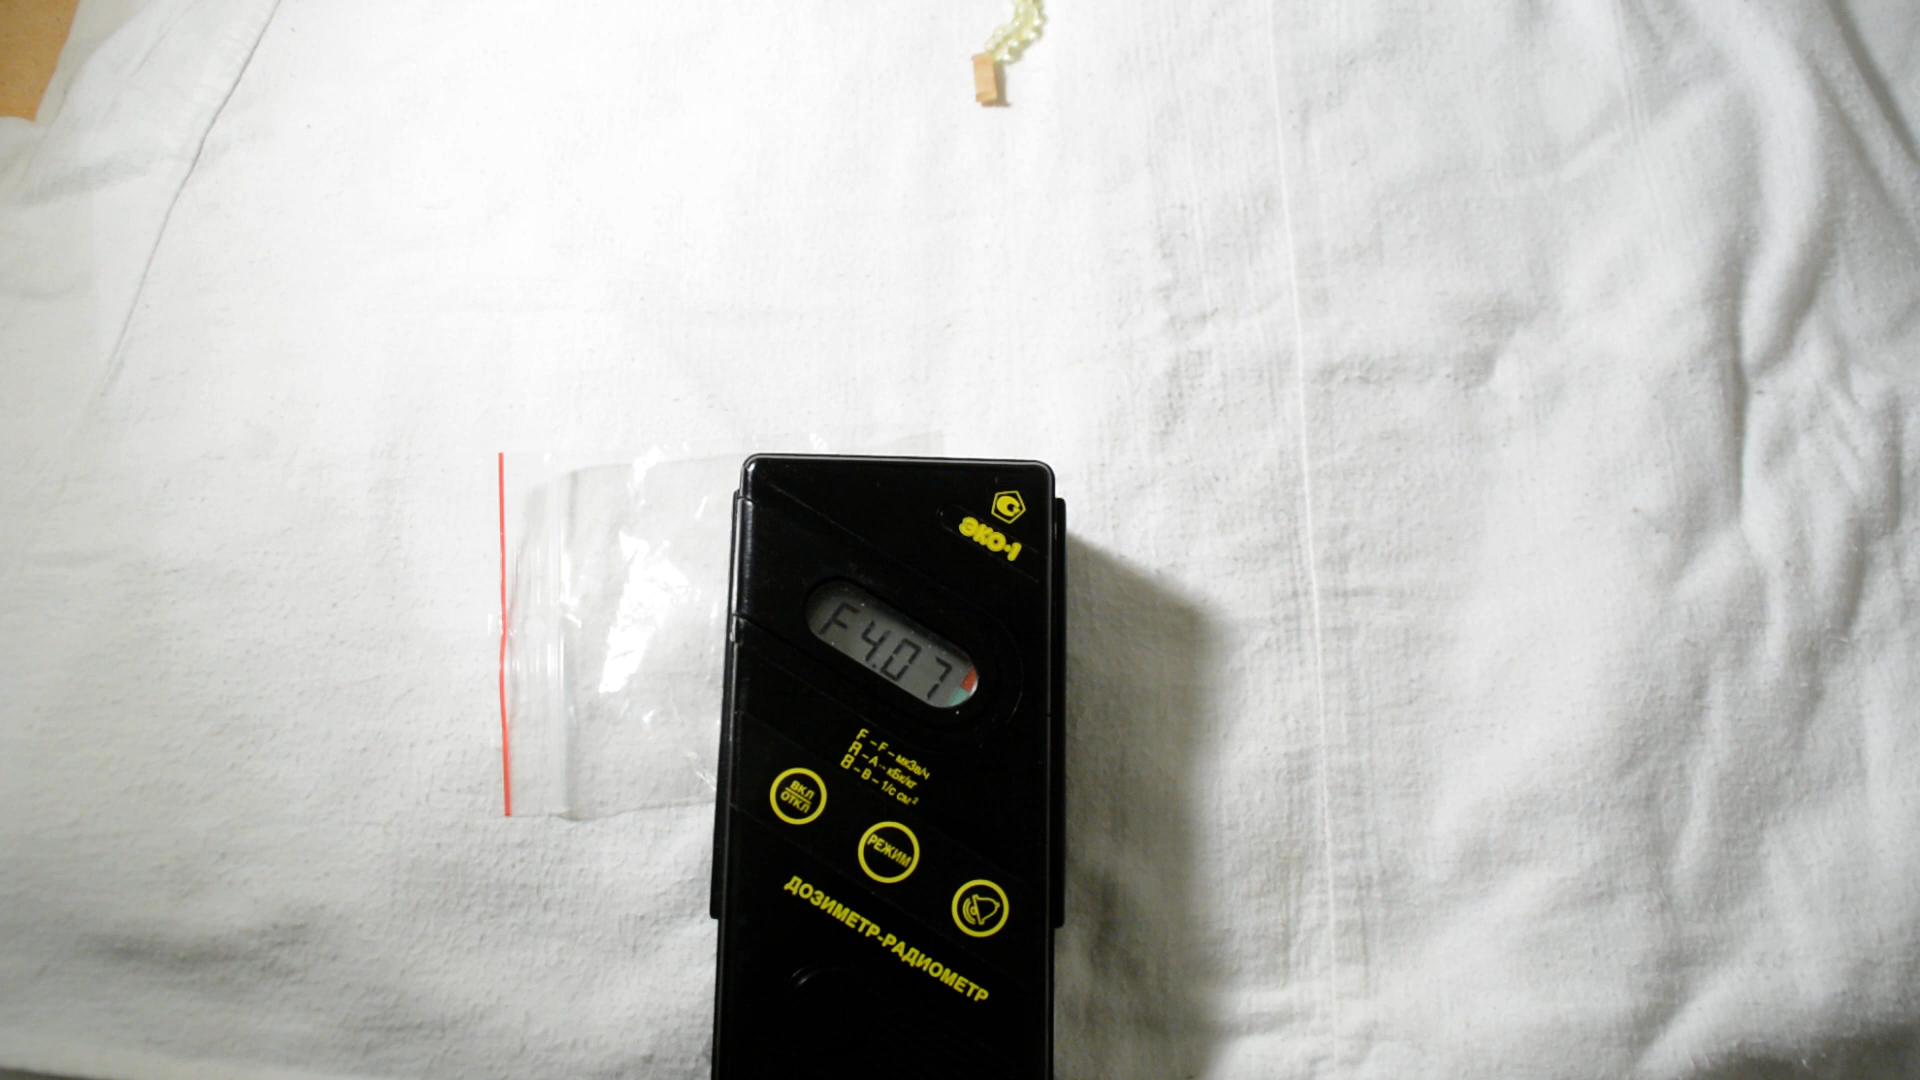 ЭКО-1
F4.07
F – F – мкЗв/ч
A – A – кБк/кг
B – B – 1/с см²
ВКЛ
ОТКЛ
РЕЖИМ
ДОЗИМЕТР-РАДИОМЕТР